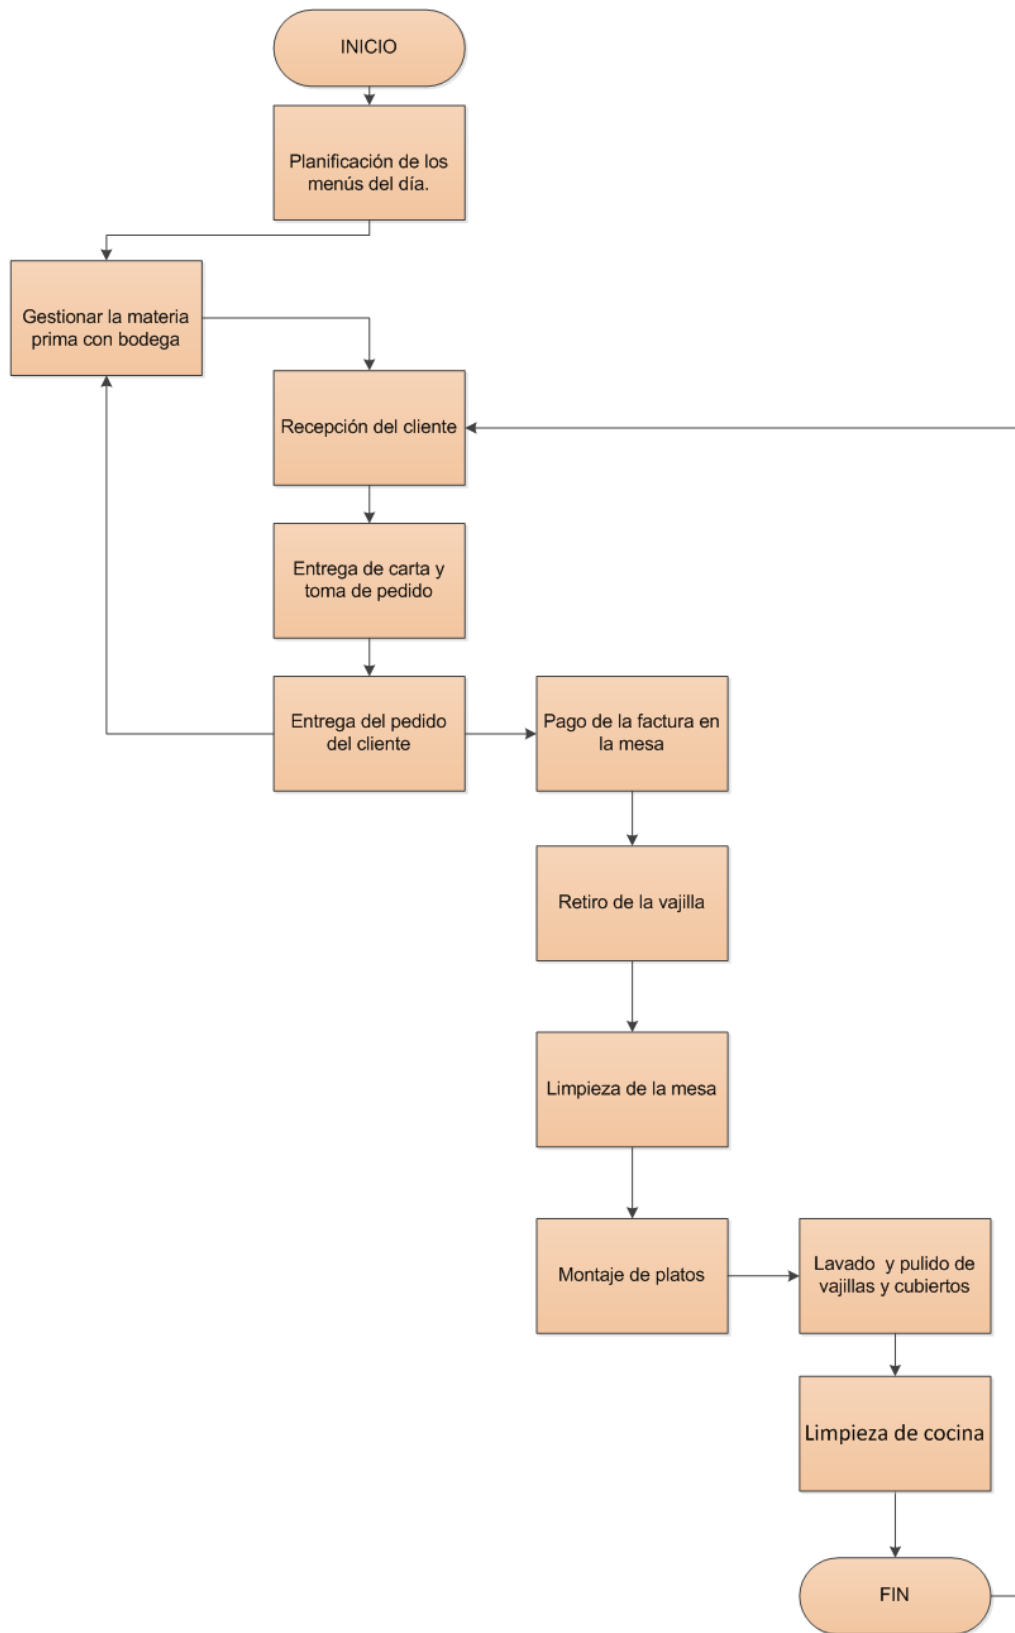 INICIO
Planificación de los
menús del día.
Gestionar la materia
prima con bodega
Recepción del cliente
Entrega de carta y
toma de pedido
Entrega del pedido
del cliente
Pago de la factura en
la mesa
Retiro de la vajilla
Limpieza de la mesa
Montaje de platos
Lavado  y pulido de
vajillas y cubiertos
Limpieza de cocina
FIN